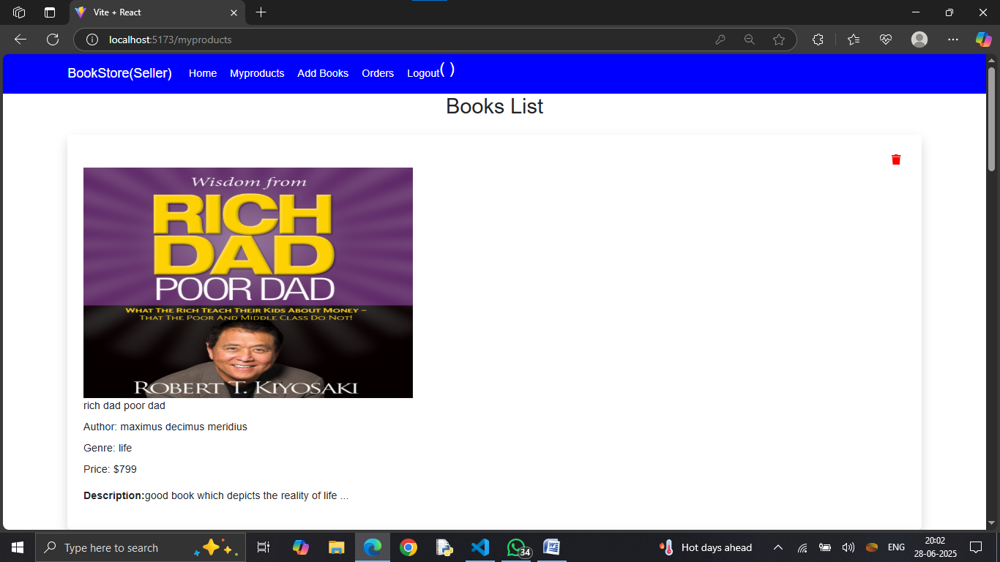 Vite + React
localhost:5173/myproducts
BookStore(Seller) Home Myproducts Add Books Orders Logout( )
Books List
Wisdom from
RICH
DAD
POOR DAD
WHAT THE RICH TEACH THEIR KIDS ABOUT MONEY –
THAT THE POOR AND MIDDLE CLASS DO NOT!
ROBERT T. KIYOSAKI
rich dad poor dad
Author: maximus decimus meridius
Genre: life
Price: $799
Description:good book which depicts the reality of life ...
Type here to search
34
Hot days ahead
ENG
20:02
28-06-2025